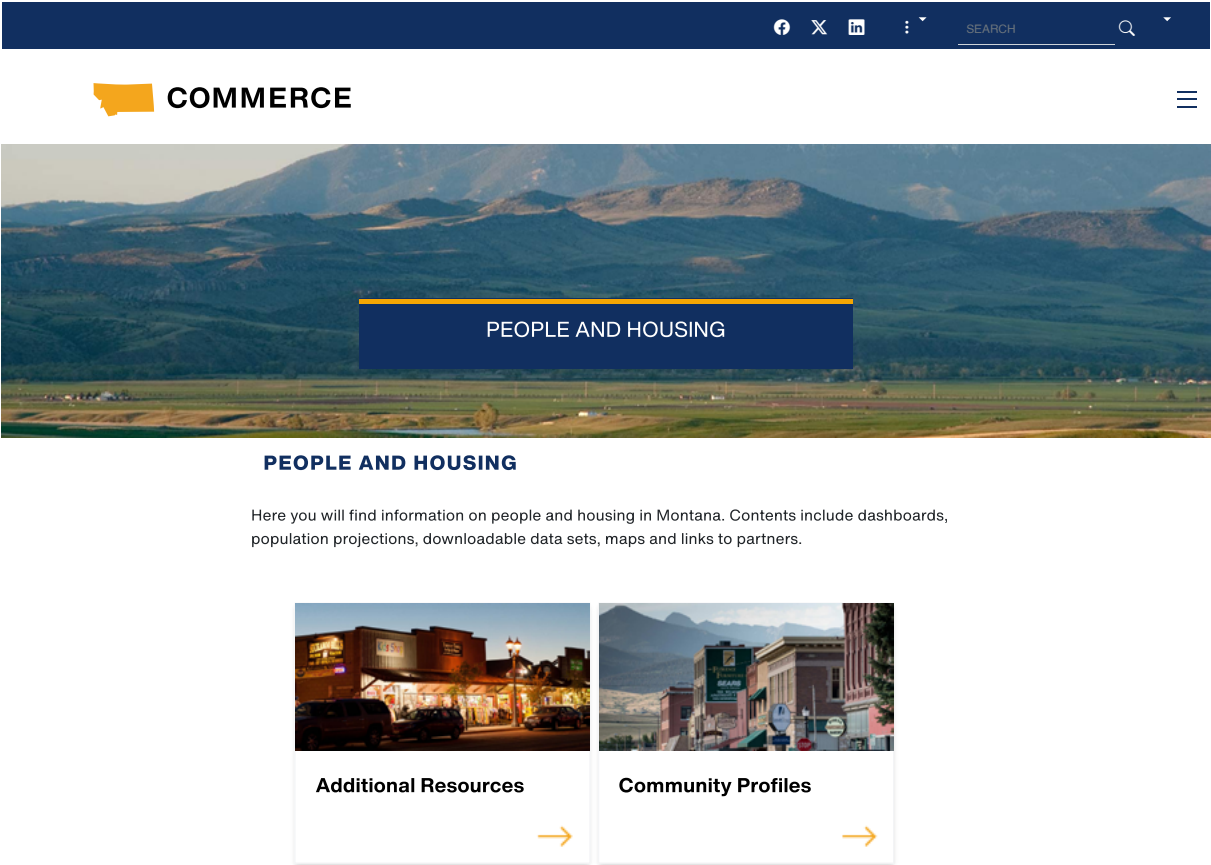 SEARCH
COMMERCE
PEOPLE AND HOUSING
PEOPLE AND HOUSING
Here you will find information on people and housing in Montana. Contents include dashboards,
population projections, downloadable data sets, maps and links to partners.
SEARS
Additional Resources
Community Profiles